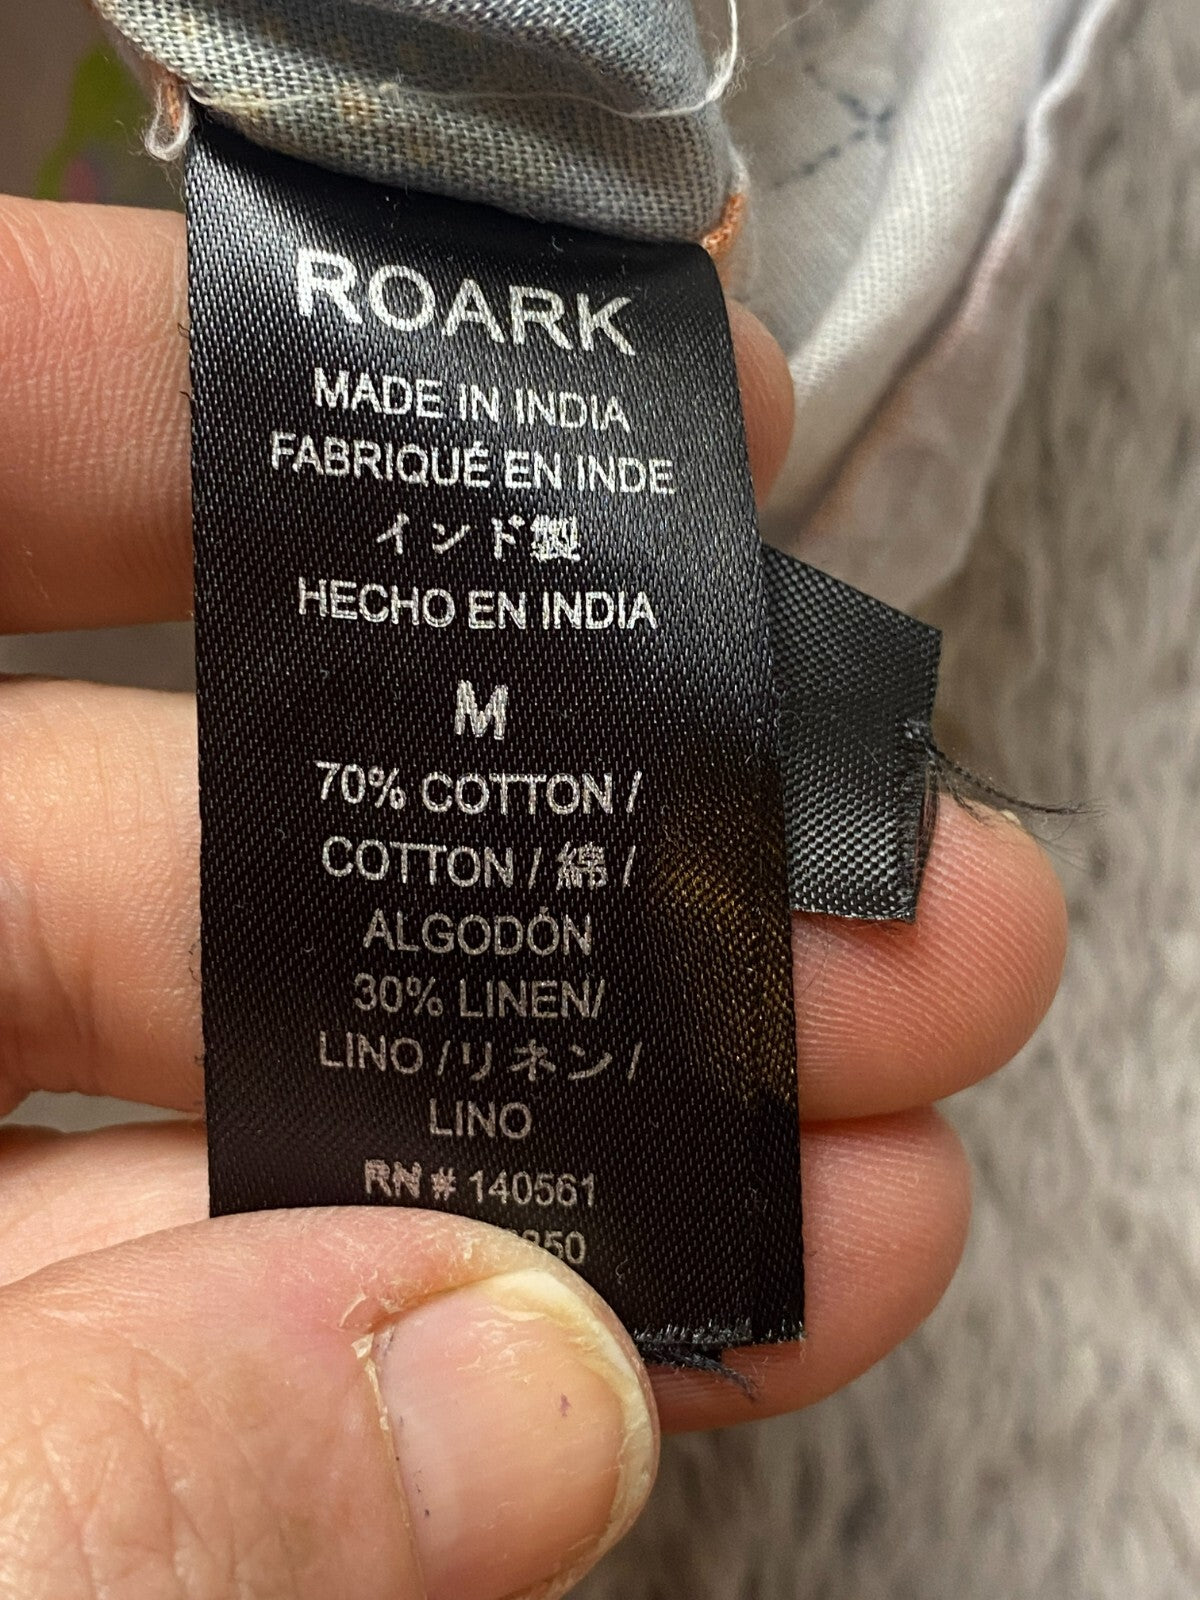 ROARK
MADE IN INDIA
FABRIQUÉ EN INDE
インド製
HECHO EN INDIA
M
70% COTTON /
COTTON / 綿 /
ALGODÓN
30% LINEN/
LINO / リネン /
LINO
RN # 140561